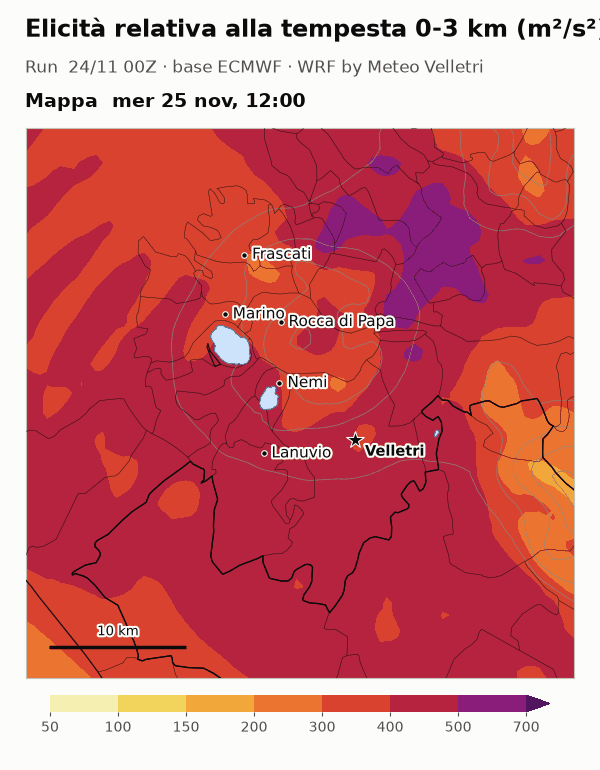 Elicità relativa alla tempesta 0-3 km (m²/s²)
Run 24/11 00Z · base ECMWF · WRF by Meteo Velletri
Mappa mer 25 nov, 12:00
Frascati
Marino
Rocca di Papa
Nemi
Velletri
Lanuvio
10 km
50 100 150 200 300 400 500 700